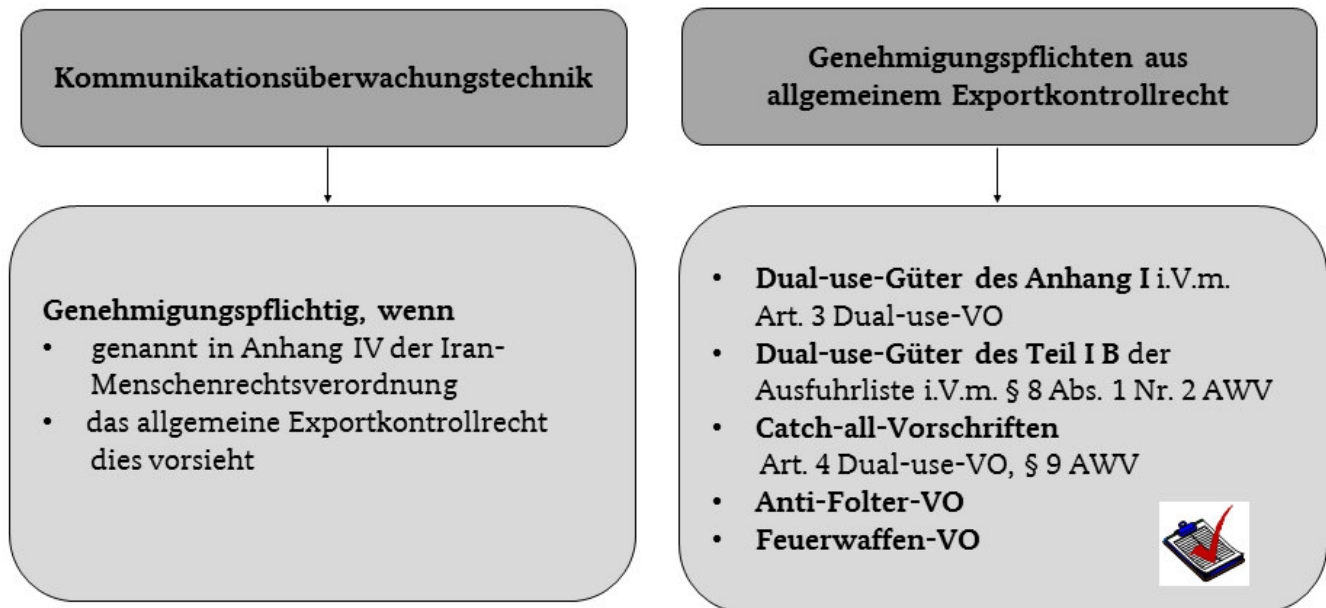 Kommunikationsüberwachungstechnik
Genehmigungspflichtig, wenn
• genannt in Anhang IV der Iran-
Menschenrechtsverordnung
• das allgemeine Exportkontrollrecht
dies vorsieht
Genehmigungspflichten aus
allgemeinem Exportkontrollrecht
• Dual-use-Güter des Anhang I i.V.m.
Art. 3 Dual-use-VO
• Dual-use-Güter des Teil I B der
Ausfuhrliste i.V.m. § 8 Abs. 1 Nr. 2 AWV
• Catch-all-Vorschriften
Art. 4 Dual-use-VO, § 9 AWV
• Anti-Folter-VO
• Feuerwaffen-VO